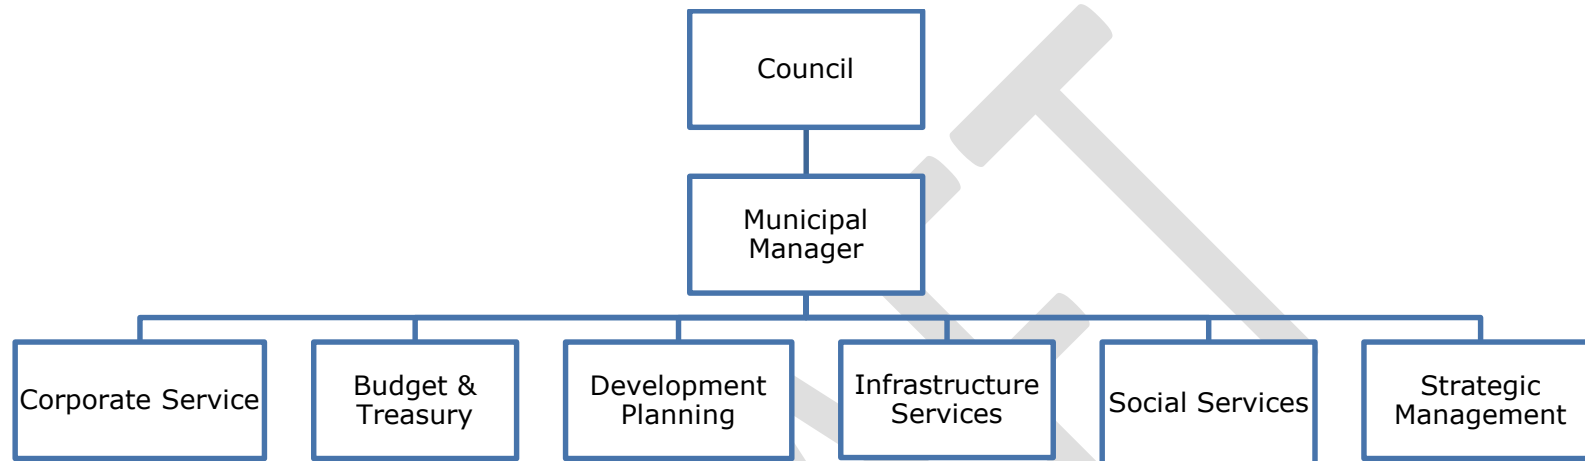 Council
Municipal
Manager
Corporate Service
Budget &
Treasury
Development
Planning
Infrastructure
Services
Social Services
Strategic
Management